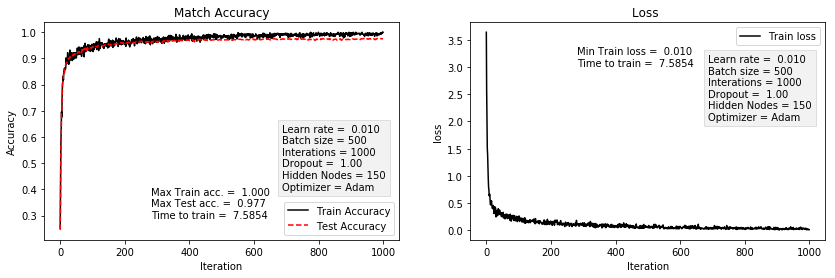 Match Accuracy
1.0
0.9
0.8
0.7
0.6
0.5
0.4
0.3
Accuracy
Learn rate =  0.010
Batch size = 500
Interations = 1000
Dropout =  1.00
Hidden Nodes = 150
Optimizer = Adam
Max Train acc. =  1.000
Max Test acc. =  0.977
Time to train =  7.5854
Train Accuracy
Test Accuracy
0 200 400 600 800 1000
Iteration
Loss
3.5
3.0
2.5
2.0
1.5
1.0
0.5
0.0
loss
Train loss
Min Train loss =  0.010
Time to train =  7.5854
Learn rate =  0.010
Batch size = 500
Interations = 1000
Dropout =  1.00
Hidden Nodes = 150
Optimizer = Adam
0 200 400 600 800 1000
Iteration